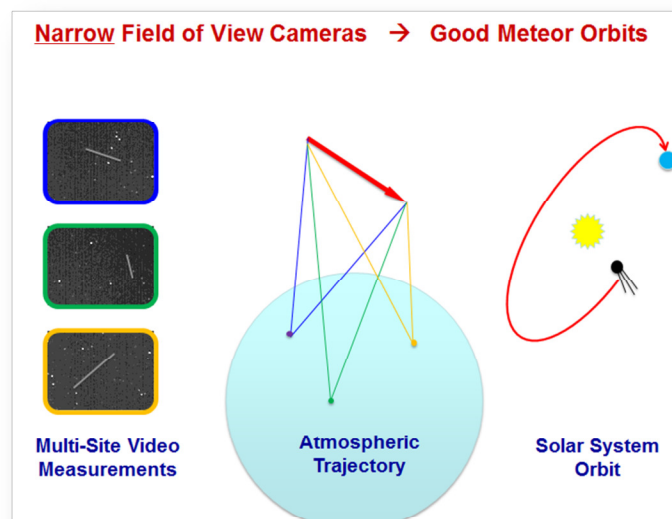 Narrow Field of View Cameras → Good Meteor Orbits
Multi-Site Video
Measurements
Atmospheric
Trajectory
Solar System
Orbit